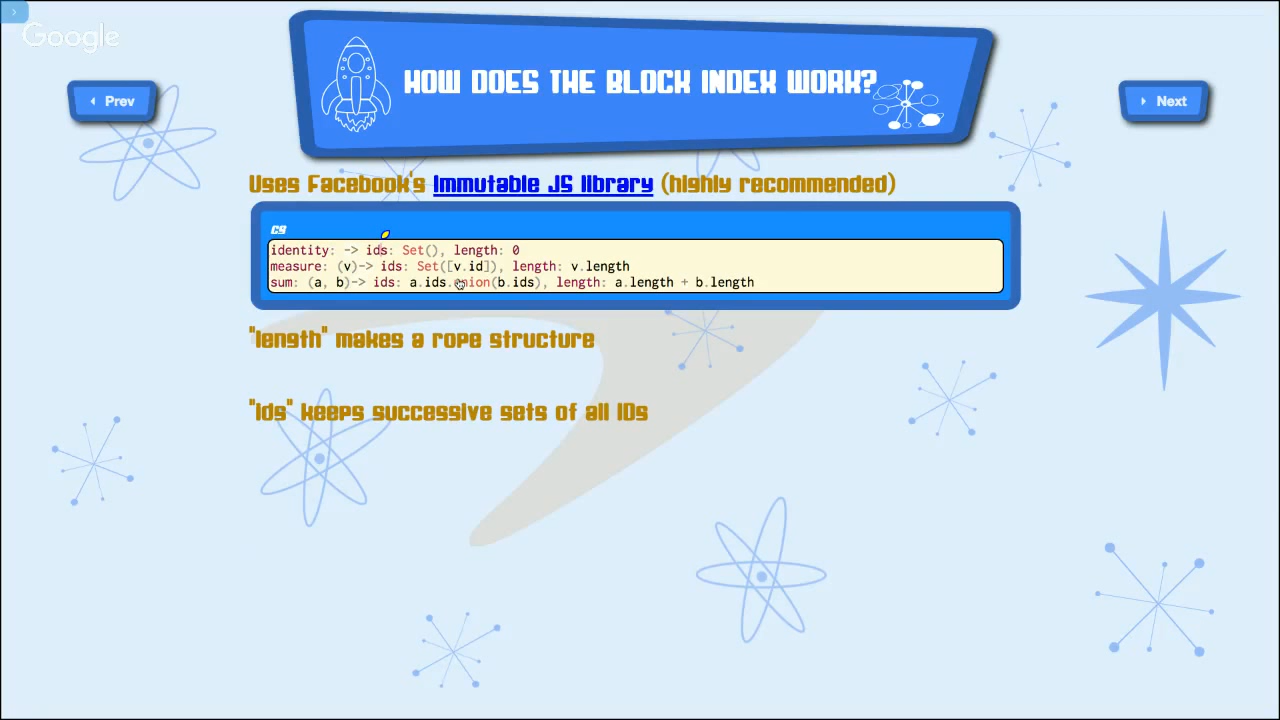 Google
HOW DOES THE BLOCK INDEX WORK?
Prev
Next
Uses Facebook's Immutable JS library (highly recommended)
CS
identity: -> ids: Set(), length: 0
measure: (v)-> ids: Set([v.id]), length: v.length
sum: (a, b)-> ids: a.ids.union(b.ids), length: a.length + b.length
"length" makes a rope structure
"ids" keeps successive sets of all IDs